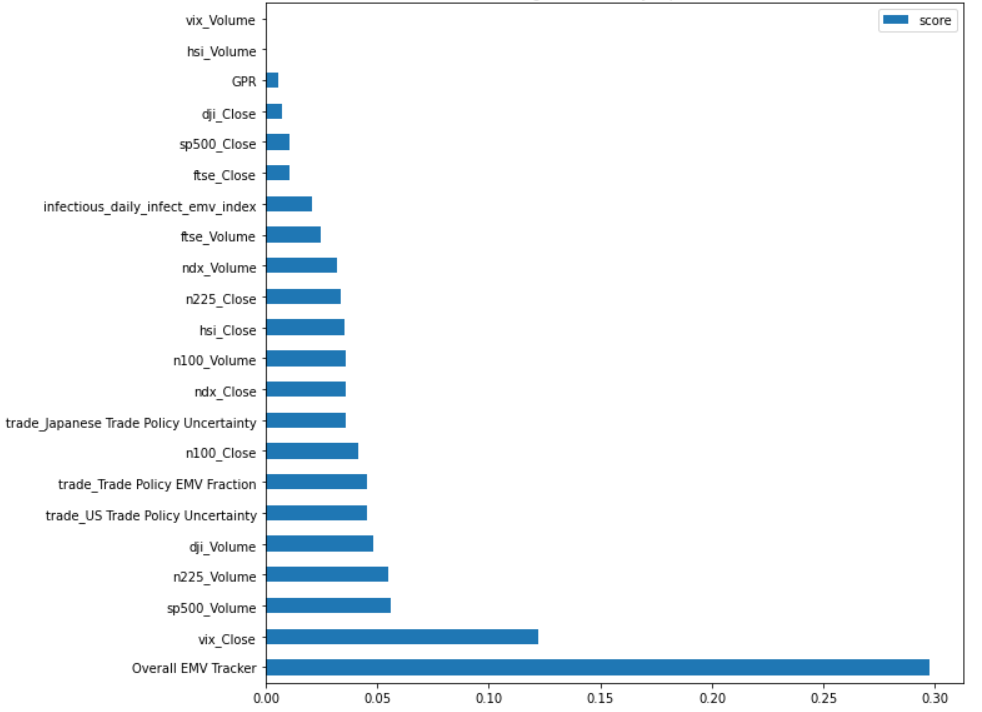 vix_Volume
score
hsi_Volume
GPR
dji_Close
sp500_Close
ftse_Close
infectious_daily_infect_emv_index
ftse_Volume
ndx_Volume
n225_Close
hsi_Close
n100_Volume
ndx_Close
trade_Japanese Trade Policy Uncertainty
n100_Close
trade_Trade Policy EMV Fraction
trade_US Trade Policy Uncertainty
dji_Volume
n225_Volume
sp500_Volume
vix_Close
Overall EMV Tracker
0.00 0.05 0.10 0.15 0.20 0.25 0.30